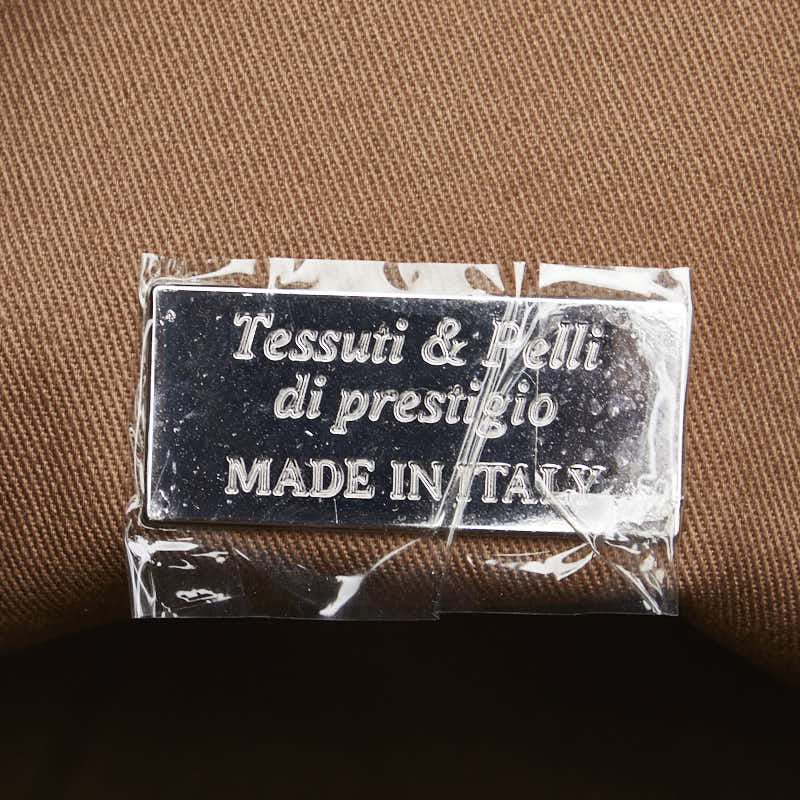 Tessuti & Pelli
di prestigio
MADE IN ITALY